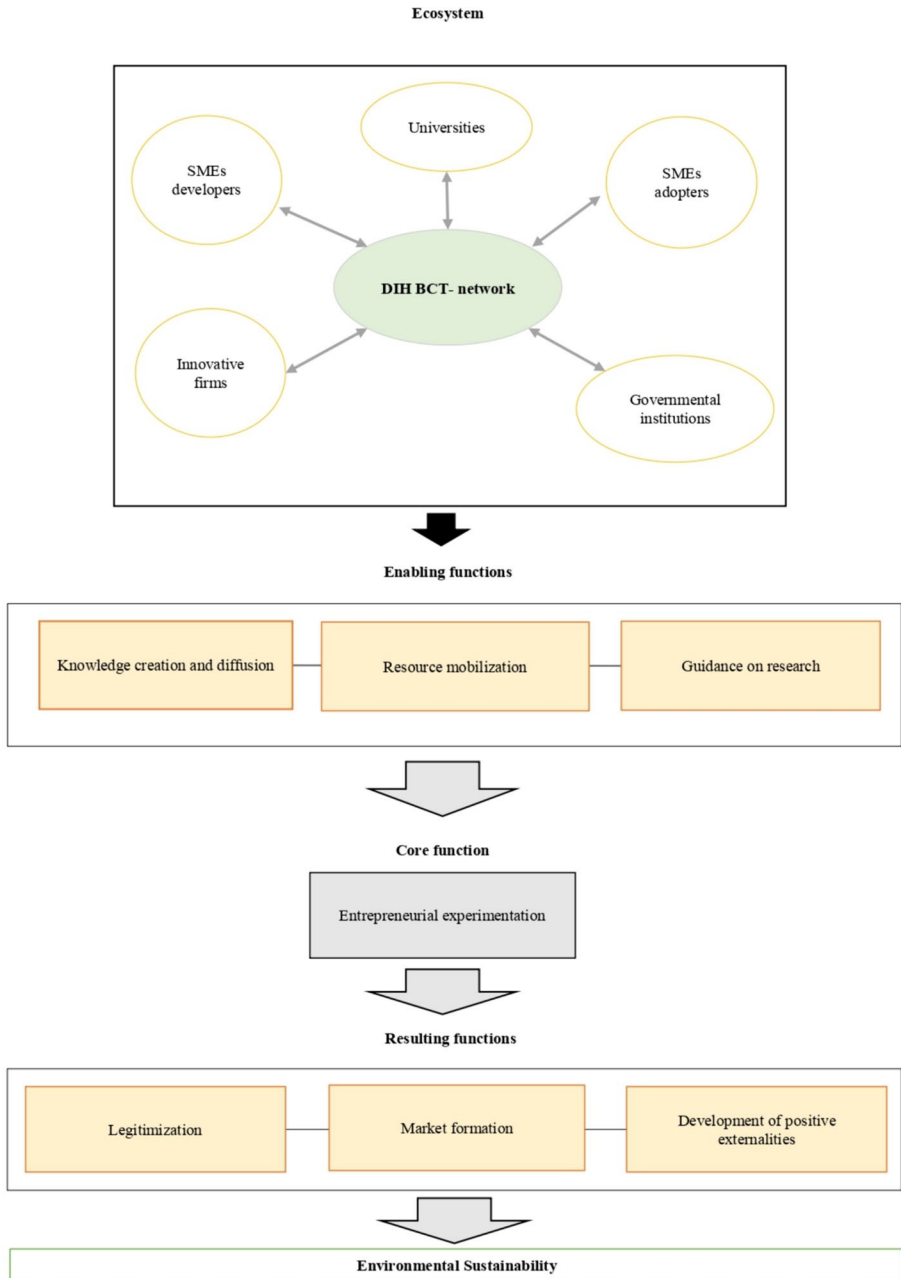 Ecosystem
Universities
SMEs
developers
SMEs
adopters
DIH BCT- network
Innovative
firms
Governmental
institutions
Enabling functions
Knowledge creation and diffusion
Resource mobilization
Guidance on research
Core function
Entrepreneurial experimentation
Resulting functions
Legitimization
Market formation
Development of positive
externalities
Environmental Sustainability